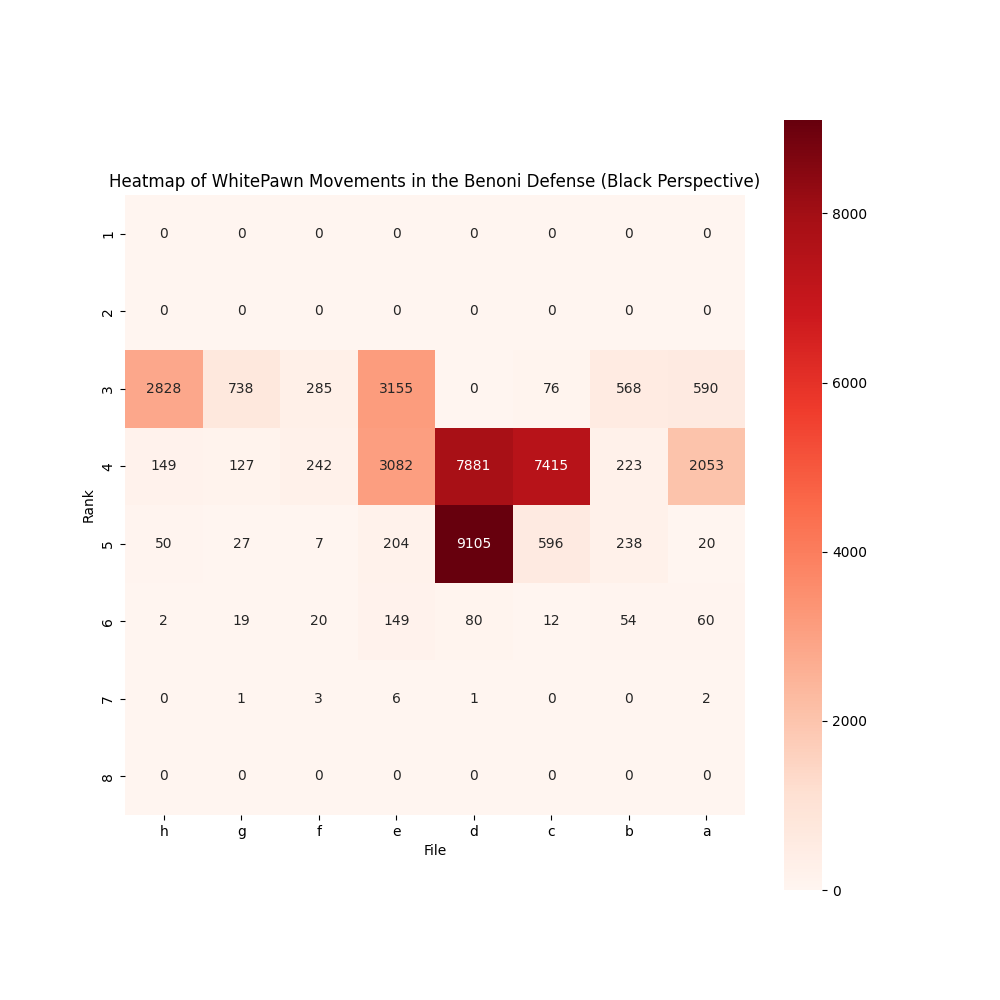 Heatmap of WhitePawn Movements in the Benoni Defense (Black Perspective)
1 0 0 0 0 0 0 0 0
2 0 0 0 0 0 0 0 0
3 2828 738 285 3155 0 76 568 590
4 149 127 242 3082 7881 7415 223 2053
5 50 27 7 204 9105 596 238 20
6 2 19 20 149 80 12 54 60
7 0 1 3 6 1 0 0 2
8 0 0 0 0 0 0 0 0
h g f e d c b a
File
Rank
8000
6000
4000
2000
0